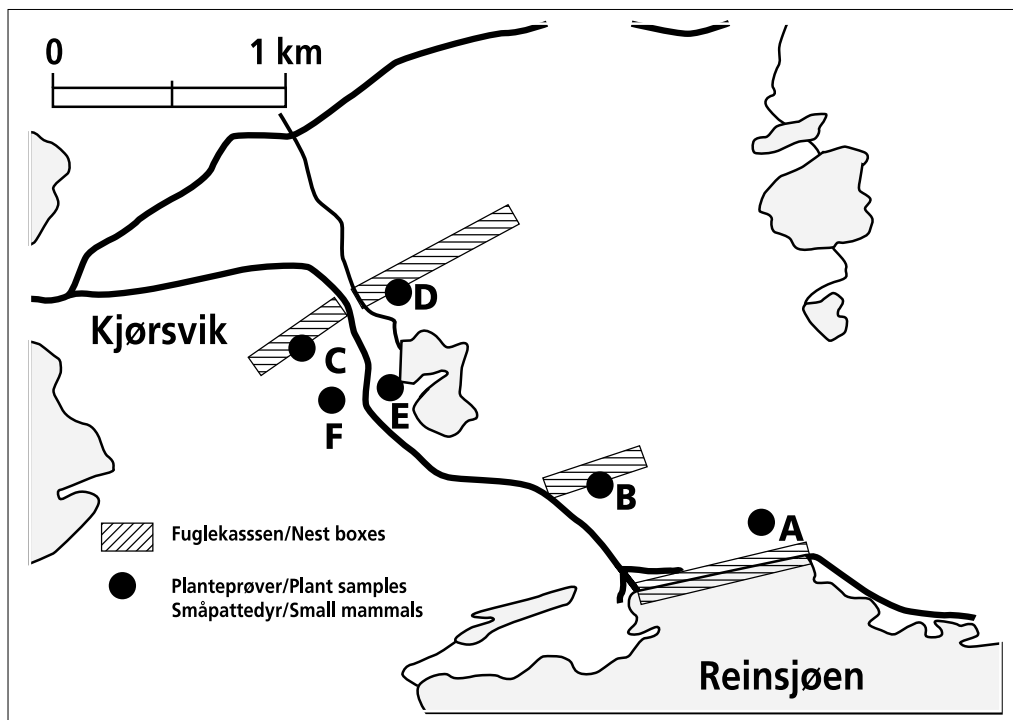 0 1 km
D
Kjørsvik
C
E
F
B
A
Fuglekasssen/Nest boxes
Planteprøver/Plant samples
Småpattedyr/Small mammals
Reinsjøen